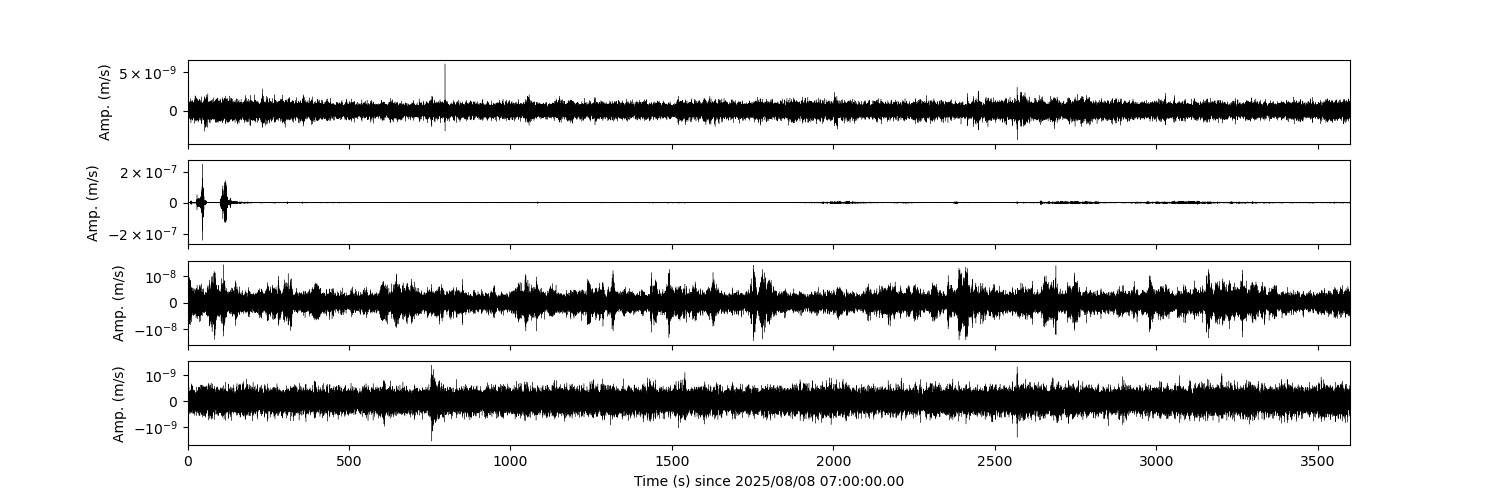 Amp. (m/s)
5 × 10⁻⁹
0
Amp. (m/s)
2 × 10⁻⁷
0
−2 × 10⁻⁷
Amp. (m/s)
10⁻⁸
0
−10⁻⁸
Amp. (m/s)
10⁻⁹
0
−10⁻⁹
0 500 1000 1500 2000 2500 3000 3500
Time (s) since 2025/08/08 07:00:00.00